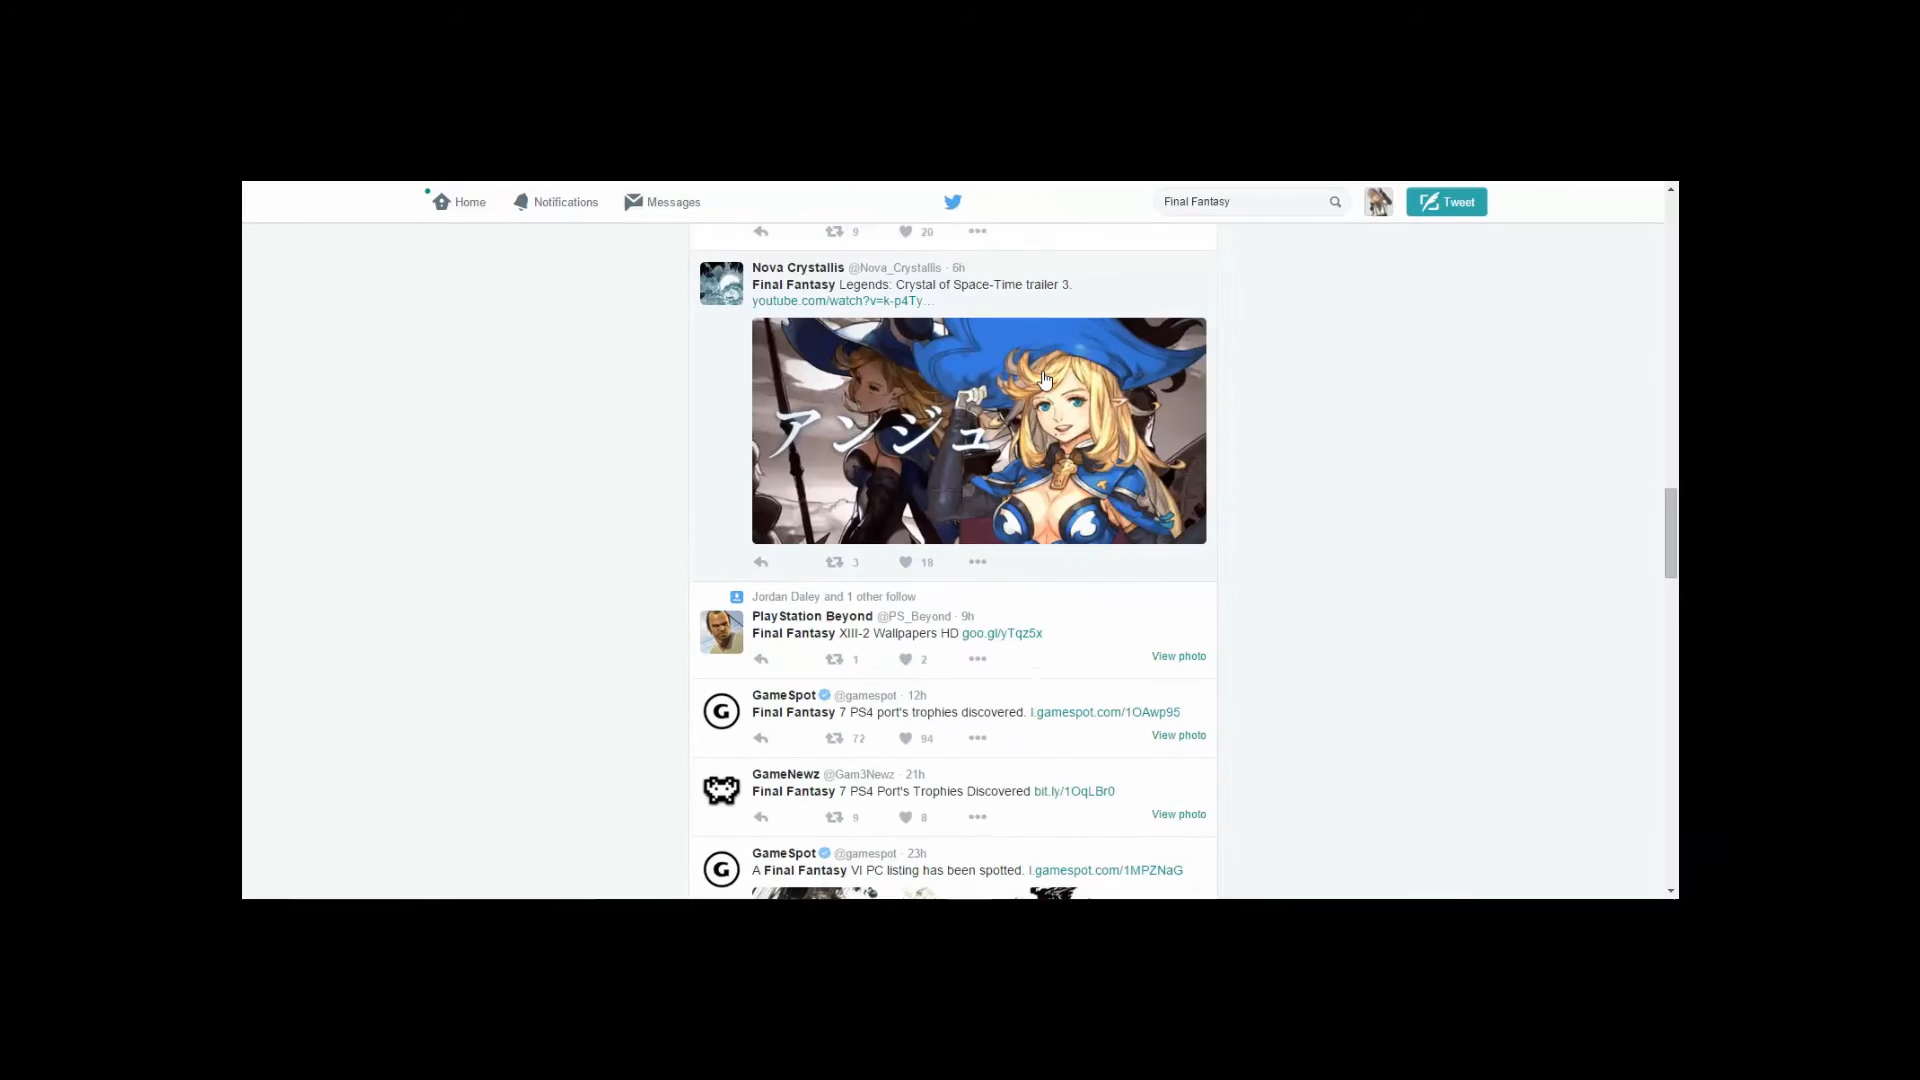 Home Notifications Messages Final Fantasy Tweet
9 20
Nova Crystallis @Nova_Crystallis · 6h
Final Fantasy Legends: Crystal of Space-Time trailer 3.
youtube.com/watch?v=k-p4Ty…
アンジュ
3 18
Jordan Daley and 1 other follow
PlayStation Beyond @PS_Beyond · 9h
Final Fantasy XIII-2 Wallpapers HD goo.gl/yTqz5x
1 2 View photo
GameSpot @gamespot · 12h
Final Fantasy 7 PS4 port's trophies discovered. l.gamespot.com/1OAwp95
72 94 View photo
GameNewz @Gam3Newz · 21h
Final Fantasy 7 PS4 Port's Trophies Discovered bit.ly/1OqLBr0
9 8 View photo
GameSpot @gamespot · 23h
A Final Fantasy VI PC listing has been spotted. l.gamespot.com/1MPZNaG